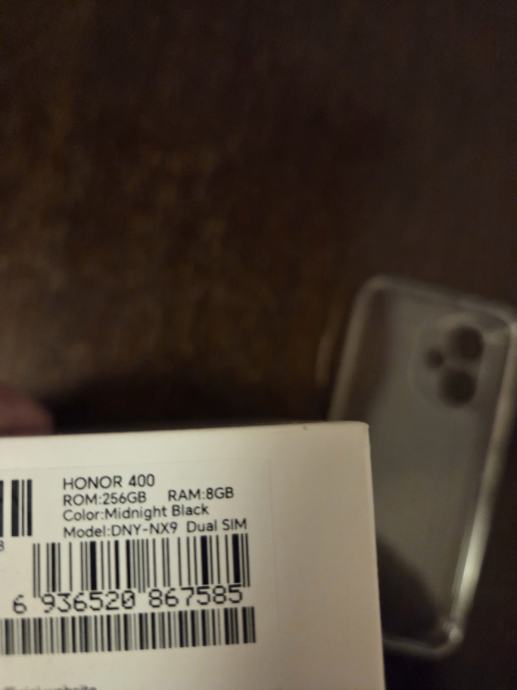 HONOR 400
ROM:256GB RAM:8GB
Color:Midnight Black
Model:DNY-NX9 Dual SIM
6 936520 867585